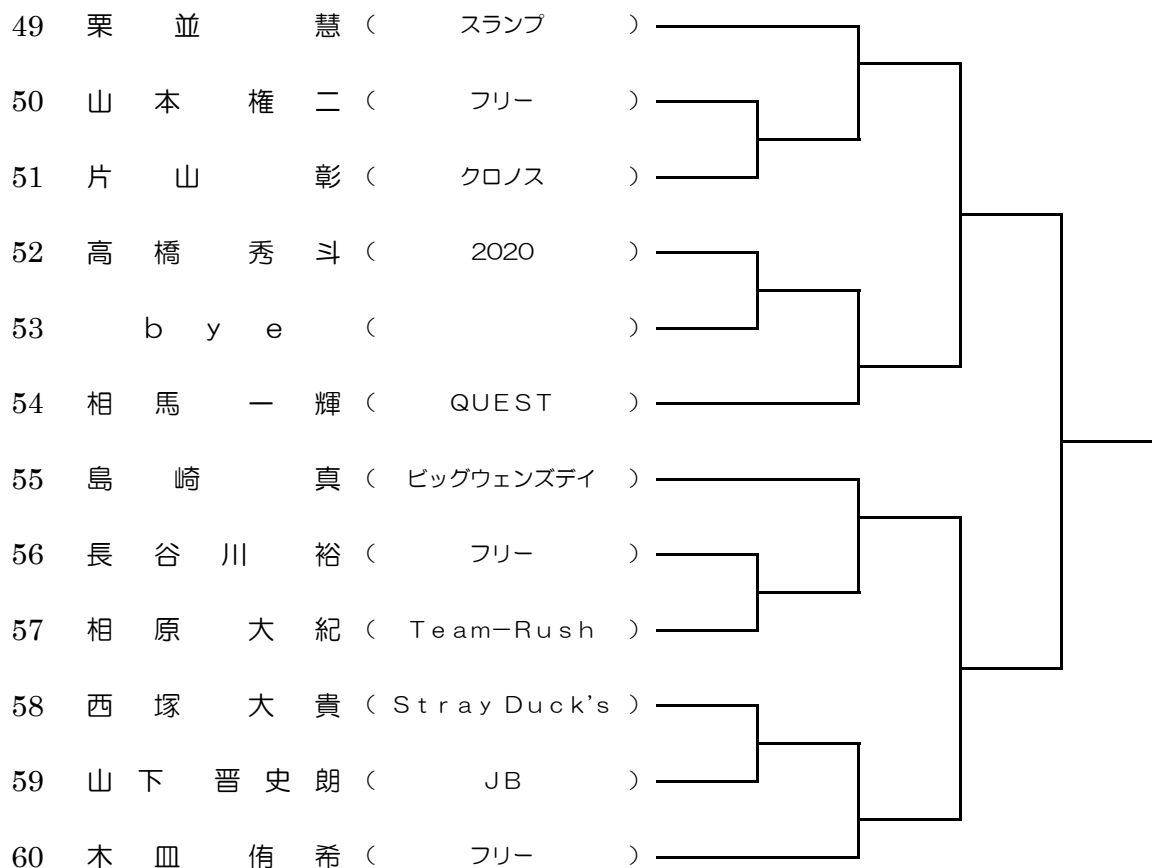 49 栗並 慧 （ スランプ ）
50 山本 権二 （ フリー ）
51 片山 彰 （ クロノス ）
52 高橋 秀斗 （ 2020 ）
53 bye （ ）
54 相馬 一輝 （ QUEST ）
55 島崎 真 （ ビッグウェンズデイ ）
56 長谷川 裕 （ フリー ）
57 相原 大紀 （ Team－Rush ）
58 西塚 大貴 （ Stray Duck's ）
59 山下 晋史朗 （ JB ）
60 木皿 侑希 （ フリー ）